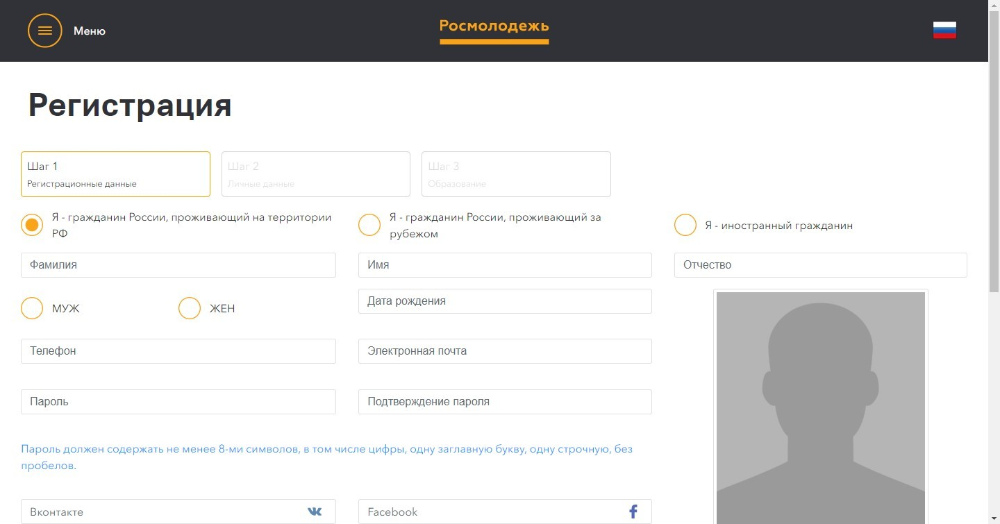 Меню
Росмолодежь
Регистрация
Шаг 1
Регистрационные данные
Шаг 2
Личные данные
Шаг 3
Образование
Я - гражданин России, проживающий на территории
РФ
Я - гражданин России, проживающий за
рубежом
Я - иностранный гражданин
Фамилия
Имя
Отчество
МУЖ
ЖЕН
Дата рождения
Телефон
Электронная почта
Пароль
Подтверждение пароля
Пароль должен содержать не менее 8-ми символов, в том числе цифры, одну заглавную букву, одну строчную, без
пробелов.
Вконтакте
Facebook